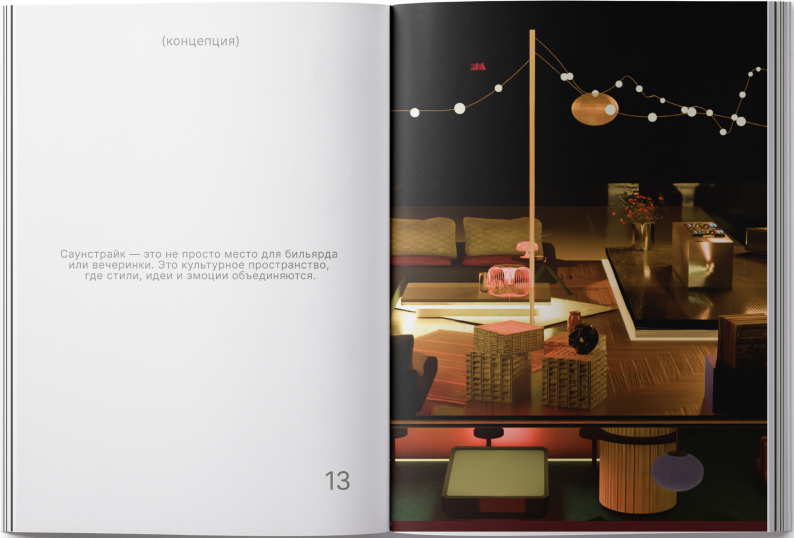 (концепция)
Саунстрайк — это не просто место для бильярда
или вечеринки. Это культурное пространство,
где стили, идеи и эмоции объединяются.
13